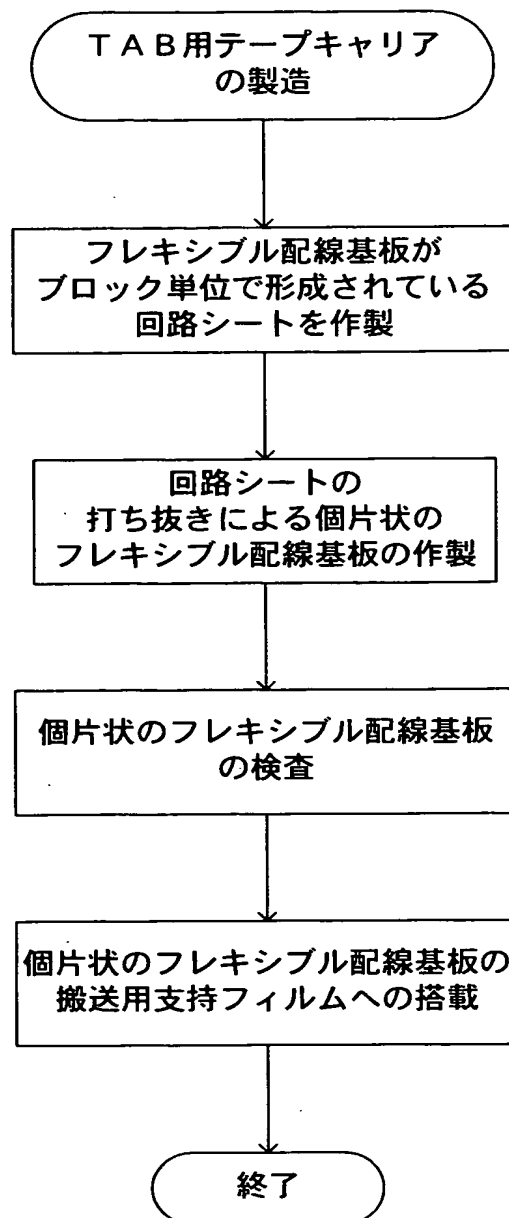 TAB用テープキャリア
の製造
フレキシブル配線基板が
ブロック単位で形成されている
回路シートを作製
回路シートの
打ち抜きによる個片状の
フレキシブル配線基板の作製
個片状のフレキシブル配線基板
の検査
個片状のフレキシブル配線基板の
搬送用支持フィルムへの搭載
終了